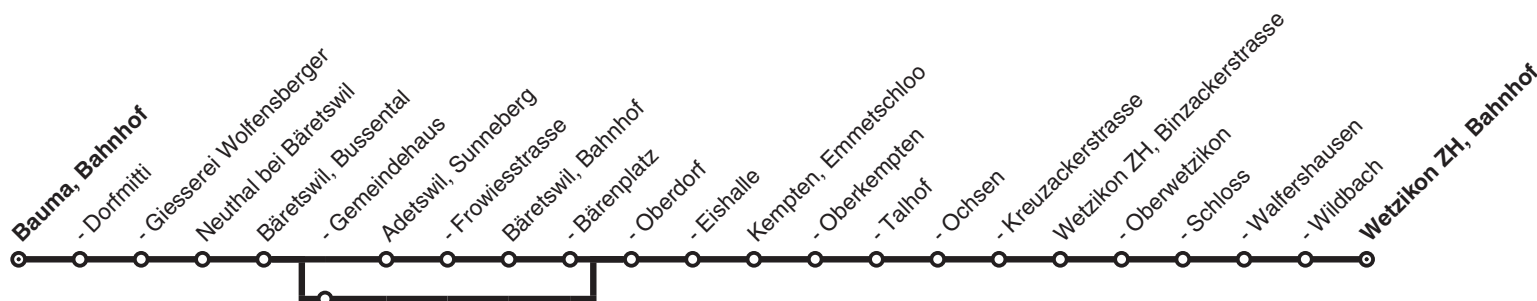 Bauma, Bahnhof
- Dorfmitti
- Giesserei Wolfensberger
Neuthal bei Bäretswil
Bäretswil, Bussental
- Gemeindehaus
Adetswil, Sunneberg
- Frowiesstrasse
Bäretswil, Bahnhof
- Bärenplatz
- Oberdorf
- Eishalle
Kempten, Emmetschloo
- Oberkempten
- Talhof
- Ochsen
- Kreuzackerstrasse
Wetzikon ZH, Binzackerstrasse
- Oberwetzikon
- Schloss
- Walfershausen
- Wildbach
Wetzikon ZH, Bahnhof